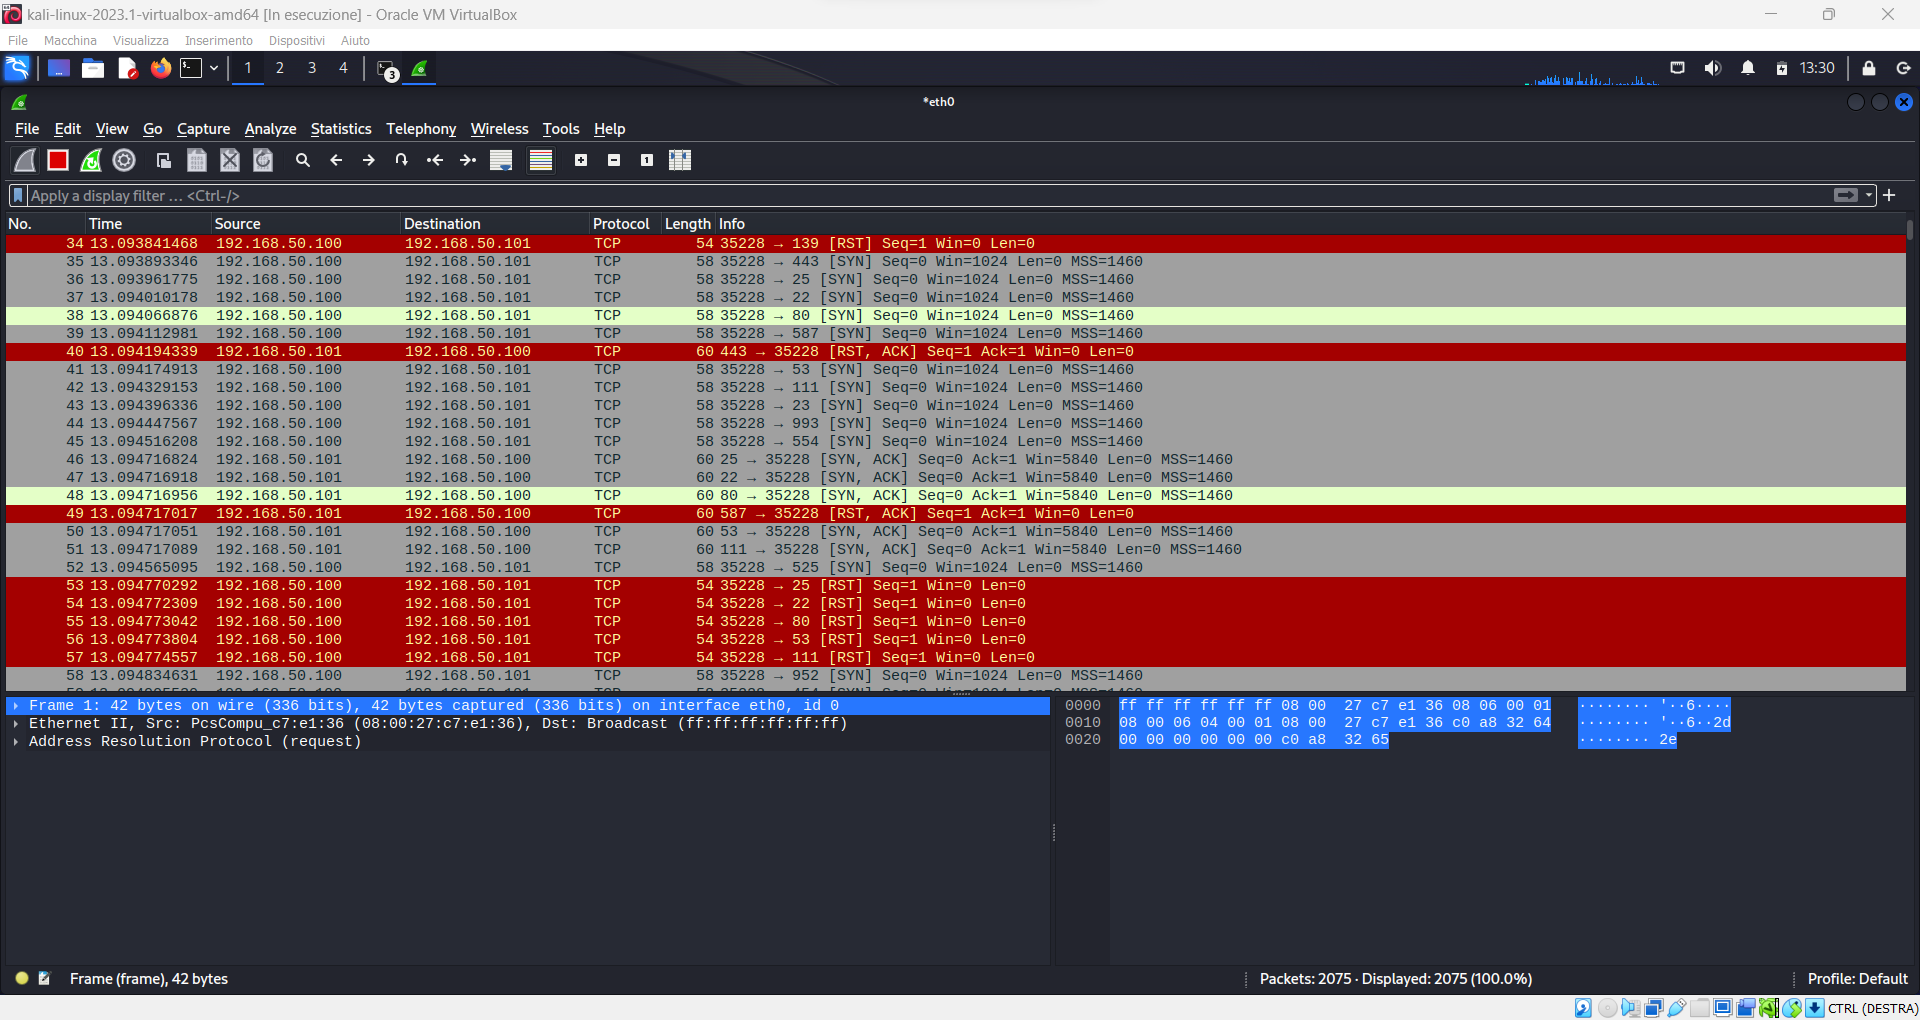 kali-linux-2023.1-virtualbox-amd64 [In esecuzione] - Oracle VM VirtualBox
File Macchina Visualizza Inserimento Dispositivi Aiuto
1 2 3 4 3 13:30
*eth0
File Edit View Go Capture Analyze Statistics Telephony Wireless Tools Help
Apply a display filter … <Ctrl-/>
No. Time Source Destination Protocol Length Info
34 13.093841468 192.168.50.100 192.168.50.101 TCP 54 35228 → 139 [RST] Seq=1 Win=0 Len=0
35 13.093893346 192.168.50.100 192.168.50.101 TCP 58 35228 → 443 [SYN] Seq=0 Win=1024 Len=0 MSS=1460
36 13.093961775 192.168.50.100 192.168.50.101 TCP 58 35228 → 25 [SYN] Seq=0 Win=1024 Len=0 MSS=1460
37 13.094010178 192.168.50.100 192.168.50.101 TCP 58 35228 → 22 [SYN] Seq=0 Win=1024 Len=0 MSS=1460
38 13.094066876 192.168.50.100 192.168.50.101 TCP 58 35228 → 80 [SYN] Seq=0 Win=1024 Len=0 MSS=1460
39 13.094112981 192.168.50.100 192.168.50.101 TCP 58 35228 → 587 [SYN] Seq=0 Win=1024 Len=0 MSS=1460
40 13.094194339 192.168.50.101 192.168.50.100 TCP 60 443 → 35228 [RST, ACK] Seq=1 Ack=1 Win=0 Len=0
41 13.094174913 192.168.50.100 192.168.50.101 TCP 58 35228 → 53 [SYN] Seq=0 Win=1024 Len=0 MSS=1460
42 13.094329153 192.168.50.100 192.168.50.101 TCP 58 35228 → 111 [SYN] Seq=0 Win=1024 Len=0 MSS=1460
43 13.094396336 192.168.50.100 192.168.50.101 TCP 58 35228 → 23 [SYN] Seq=0 Win=1024 Len=0 MSS=1460
44 13.094447567 192.168.50.100 192.168.50.101 TCP 58 35228 → 993 [SYN] Seq=0 Win=1024 Len=0 MSS=1460
45 13.094516208 192.168.50.100 192.168.50.101 TCP 58 35228 → 554 [SYN] Seq=0 Win=1024 Len=0 MSS=1460
46 13.094716824 192.168.50.101 192.168.50.100 TCP 60 25 → 35228 [SYN, ACK] Seq=0 Ack=1 Win=5840 Len=0 MSS=1460
47 13.094716918 192.168.50.101 192.168.50.100 TCP 60 22 → 35228 [SYN, ACK] Seq=0 Ack=1 Win=5840 Len=0 MSS=1460
48 13.094716956 192.168.50.101 192.168.50.100 TCP 60 80 → 35228 [SYN, ACK] Seq=0 Ack=1 Win=5840 Len=0 MSS=1460
49 13.094717017 192.168.50.101 192.168.50.100 TCP 60 587 → 35228 [RST, ACK] Seq=1 Ack=1 Win=0 Len=0
50 13.094717051 192.168.50.101 192.168.50.100 TCP 60 53 → 35228 [SYN, ACK] Seq=0 Ack=1 Win=5840 Len=0 MSS=1460
51 13.094717089 192.168.50.101 192.168.50.100 TCP 60 111 → 35228 [SYN, ACK] Seq=0 Ack=1 Win=5840 Len=0 MSS=1460
52 13.094565095 192.168.50.100 192.168.50.101 TCP 58 35228 → 525 [SYN] Seq=0 Win=1024 Len=0 MSS=1460
53 13.094770292 192.168.50.100 192.168.50.101 TCP 54 35228 → 25 [RST] Seq=1 Win=0 Len=0
54 13.094772309 192.168.50.100 192.168.50.101 TCP 54 35228 → 22 [RST] Seq=1 Win=0 Len=0
55 13.094773042 192.168.50.100 192.168.50.101 TCP 54 35228 → 80 [RST] Seq=1 Win=0 Len=0
56 13.094773804 192.168.50.100 192.168.50.101 TCP 54 35228 → 53 [RST] Seq=1 Win=0 Len=0
57 13.094774557 192.168.50.100 192.168.50.101 TCP 54 35228 → 111 [RST] Seq=1 Win=0 Len=0
58 13.094834631 192.168.50.100 192.168.50.101 TCP 58 35228 → 952 [SYN] Seq=0 Win=1024 Len=0 MSS=1460
Frame 1: 42 bytes on wire (336 bits), 42 bytes captured (336 bits) on interface eth0, id 0
Ethernet II, Src: PcsCompu_c7:e1:36 (08:00:27:c7:e1:36), Dst: Broadcast (ff:ff:ff:ff:ff:ff)
Address Resolution Protocol (request)
0000 ff ff ff ff ff ff 08 00 27 c7 e1 36 08 06 00 01 ········ '··6····
0010 08 00 06 04 00 01 08 00 27 c7 e1 36 c0 a8 32 64 ········ '··6··2d
0020 00 00 00 00 00 00 c0 a8 32 65 ········ 2e
Frame (frame), 42 bytes
Packets: 2075 · Displayed: 2075 (100.0%)
Profile: Default
CTRL (DESTRA)